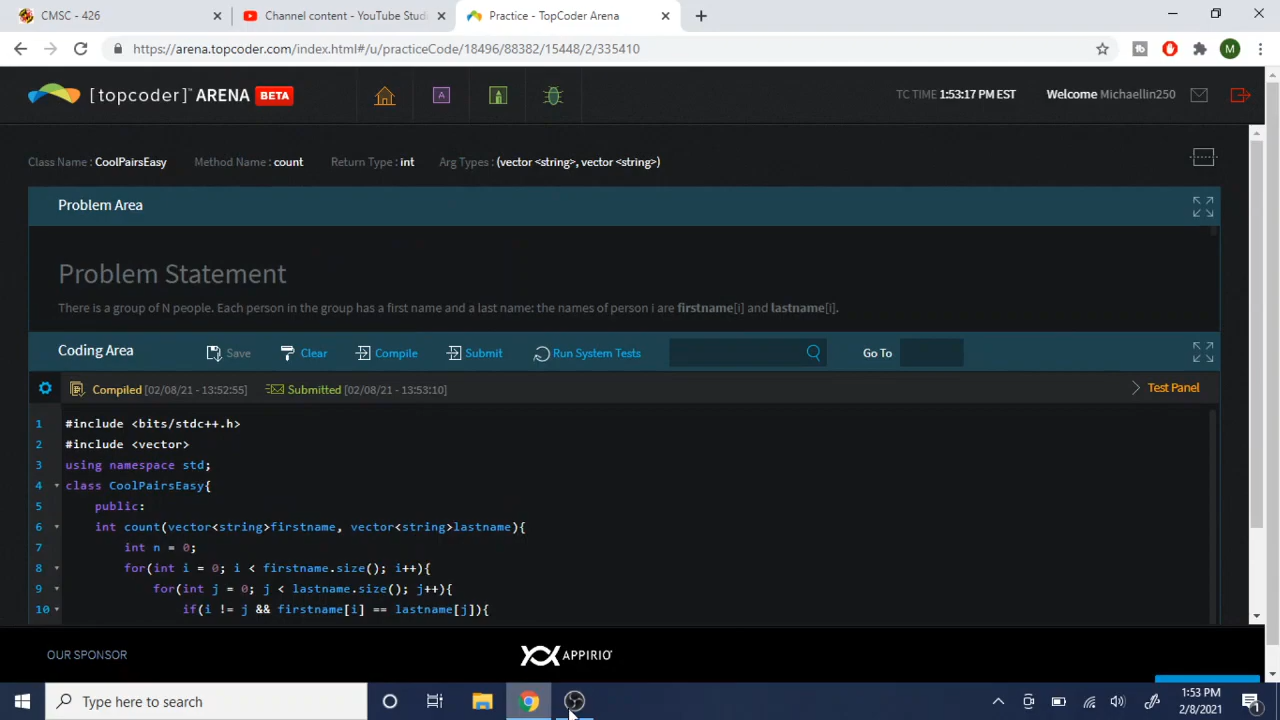 CMSC - 426
Channel content - YouTube Studi
Practice - TopCoder Arena
https://arena.topcoder.com/index.html#/u/practiceCode/18496/88382/15448/2/335410
M
[topcoder]™ ARENA BETA
TC TIME 1:53:17 PM EST
Welcome Michaellin250
Class Name : CoolPairsEasy
Method Name : count
Return Type : int
Arg Types : (vector <string>, vector <string>)
Problem Area
Problem Statement
There is a group of N people. Each person in the group has a first name and a last name: the names of person i are firstname[i] and lastname[i].
Coding Area
Save
Clear
Compile
Submit
Run System Tests
Go To
Compiled [02/08/21 - 13:52:55]
Submitted [02/08/21 - 13:53:10]
Test Panel
1 #include <bits/stdc++.h>
2 #include <vector>
3 using namespace std;
4 class CoolPairsEasy{
5 public:
6 int count(vector<string>firstname, vector<string>lastname){
7 int n = 0;
8 for(int i = 0; i < firstname.size(); i++){
9 for(int j = 0; j < lastname.size(); j++){
10 if(i != j && firstname[i] == lastname[j]){
OUR SPONSOR
APPIRIO
Type here to search
1:53 PM
2/8/2021
1